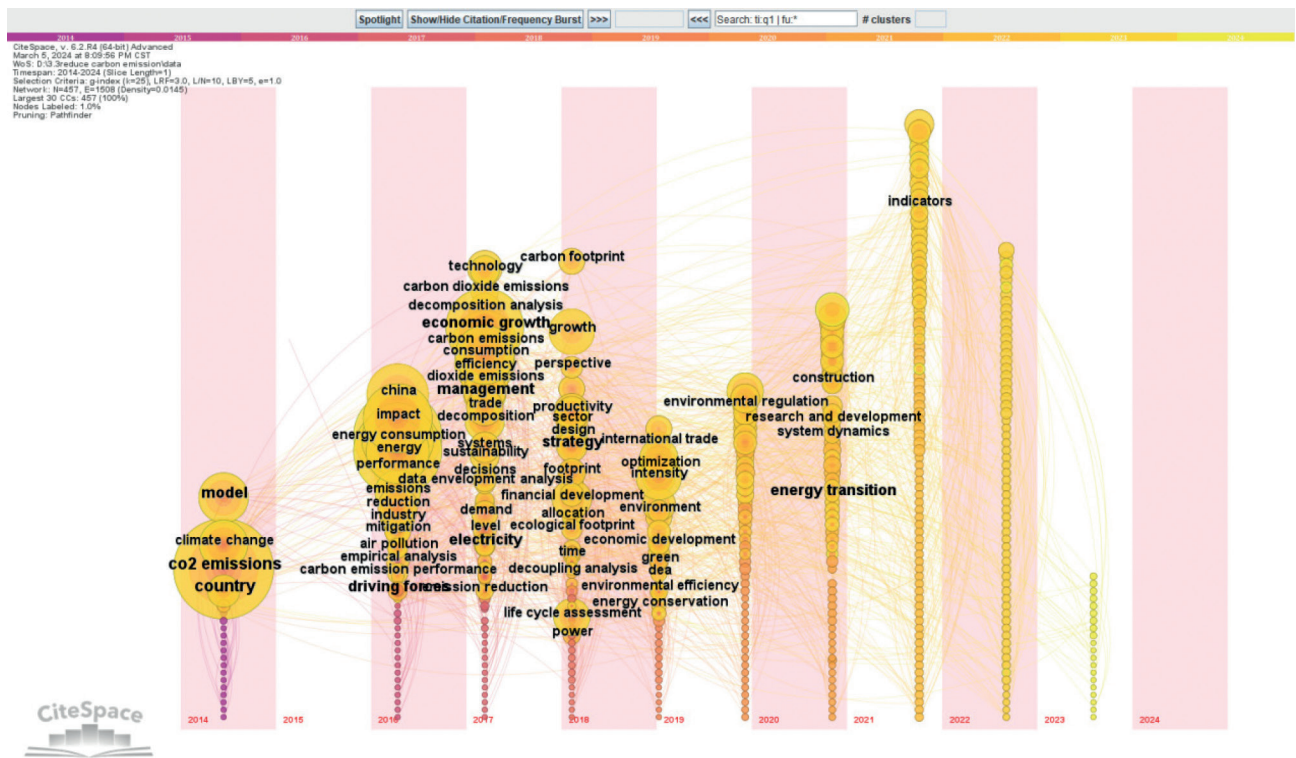 Spotlight Show/Hide Citation/Frequency Burst >>> <<< Search: ti:q1 | fu:* # clusters
2014 2015 2016 2017 2018 2019 2020 2021 2022 2023 2024
CiteSpace, v. 6.2.R4 (64-bit) Advanced
March 5, 2024 at 8:09:56 PM CST
WoS: D:\3.3reduce carbon emission\data
Timespan: 2014-2024 (Slice Length=1)
Selection Criteria: g-index (k=25), LRF=3.0, L/N=10, LBY=5, e=1.0
Network: N=457, E=1508 (Density=0.0145)
Largest 30 CCs: 457 (100%)
Nodes Labeled: 1.0%
Pruning: Pathfinder
model
climate change
co2 emissions
country
china
impact
energy consumption
energy
performance
emissions
reduction
industry
mitigation
air pollution
empirical analysis
carbon emission performance
driving forces
technology
carbon dioxide emissions
decomposition analysis
economic growth
carbon emissions
consumption
efficiency
dioxide emissions
management
trade
decomposition
systems
sustainability
decisions
data envelopment analysis
demand
level
electricity
emission reduction
carbon footprint
growth
perspective
productivity
sector
design
strategy
footprint
financial development
allocation
ecological footprint
time
decoupling analysis
life cycle assessment
power
international trade
optimization
intensity
environment
economic development
green
dea
environmental efficiency
energy conservation
environmental regulation
construction
research and development
system dynamics
energy transition
indicators
2014 2015 2016 2017 2018 2019 2020 2021 2022 2023 2024
CiteSpace